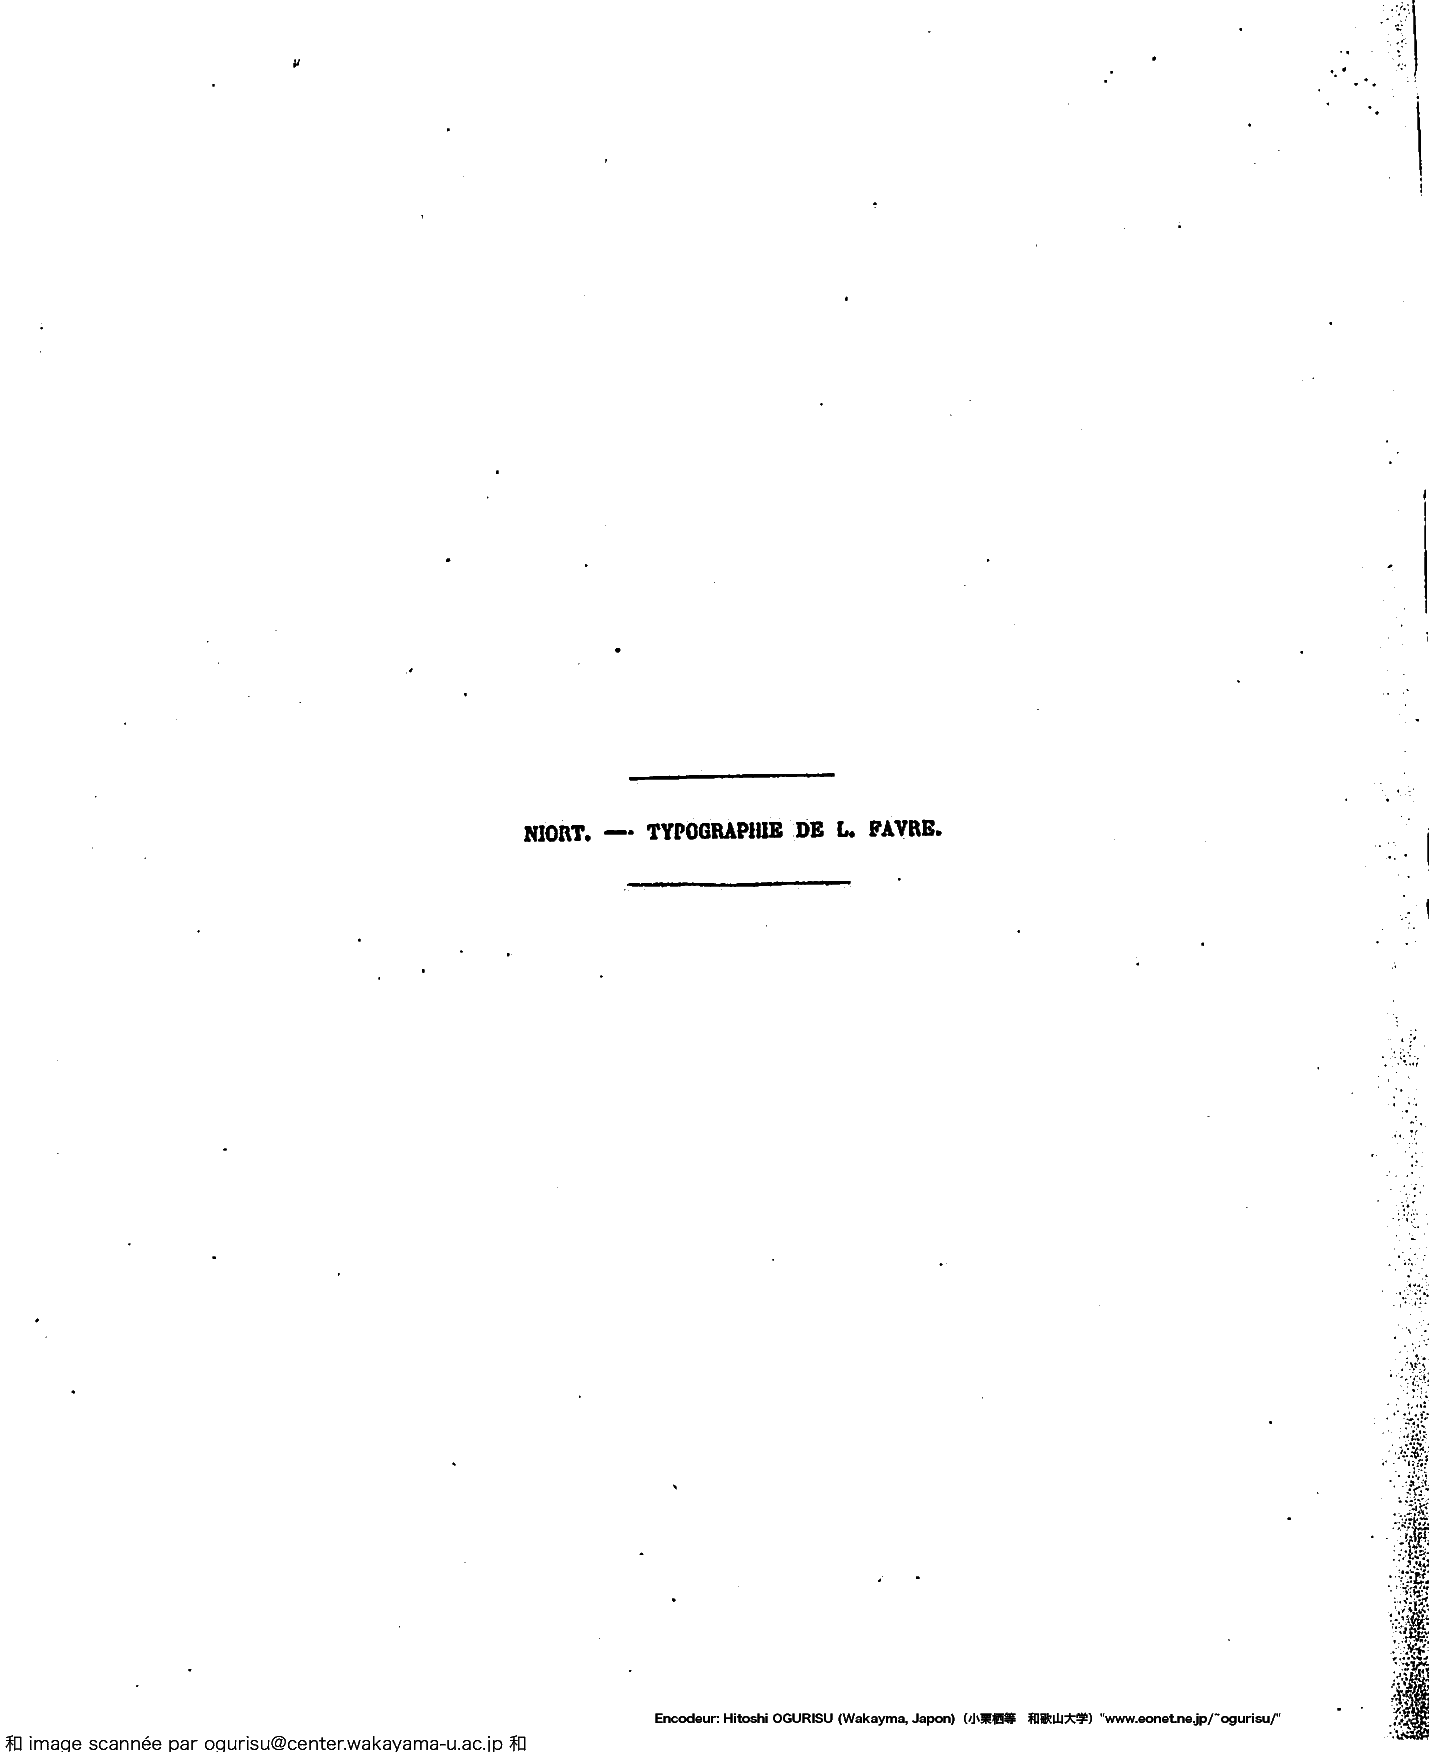 NIORT. — TYPOGRAPHIE DE L. FAVRE.
Encodeur: Hitoshi OGURISU (Wakayma, Japon) (小栗栖等 和歌山大学) "www.eonet.ne.jp/~ogurisu/"
和 image scannée par ogurisu@center.wakayama-u.ac.jp 和